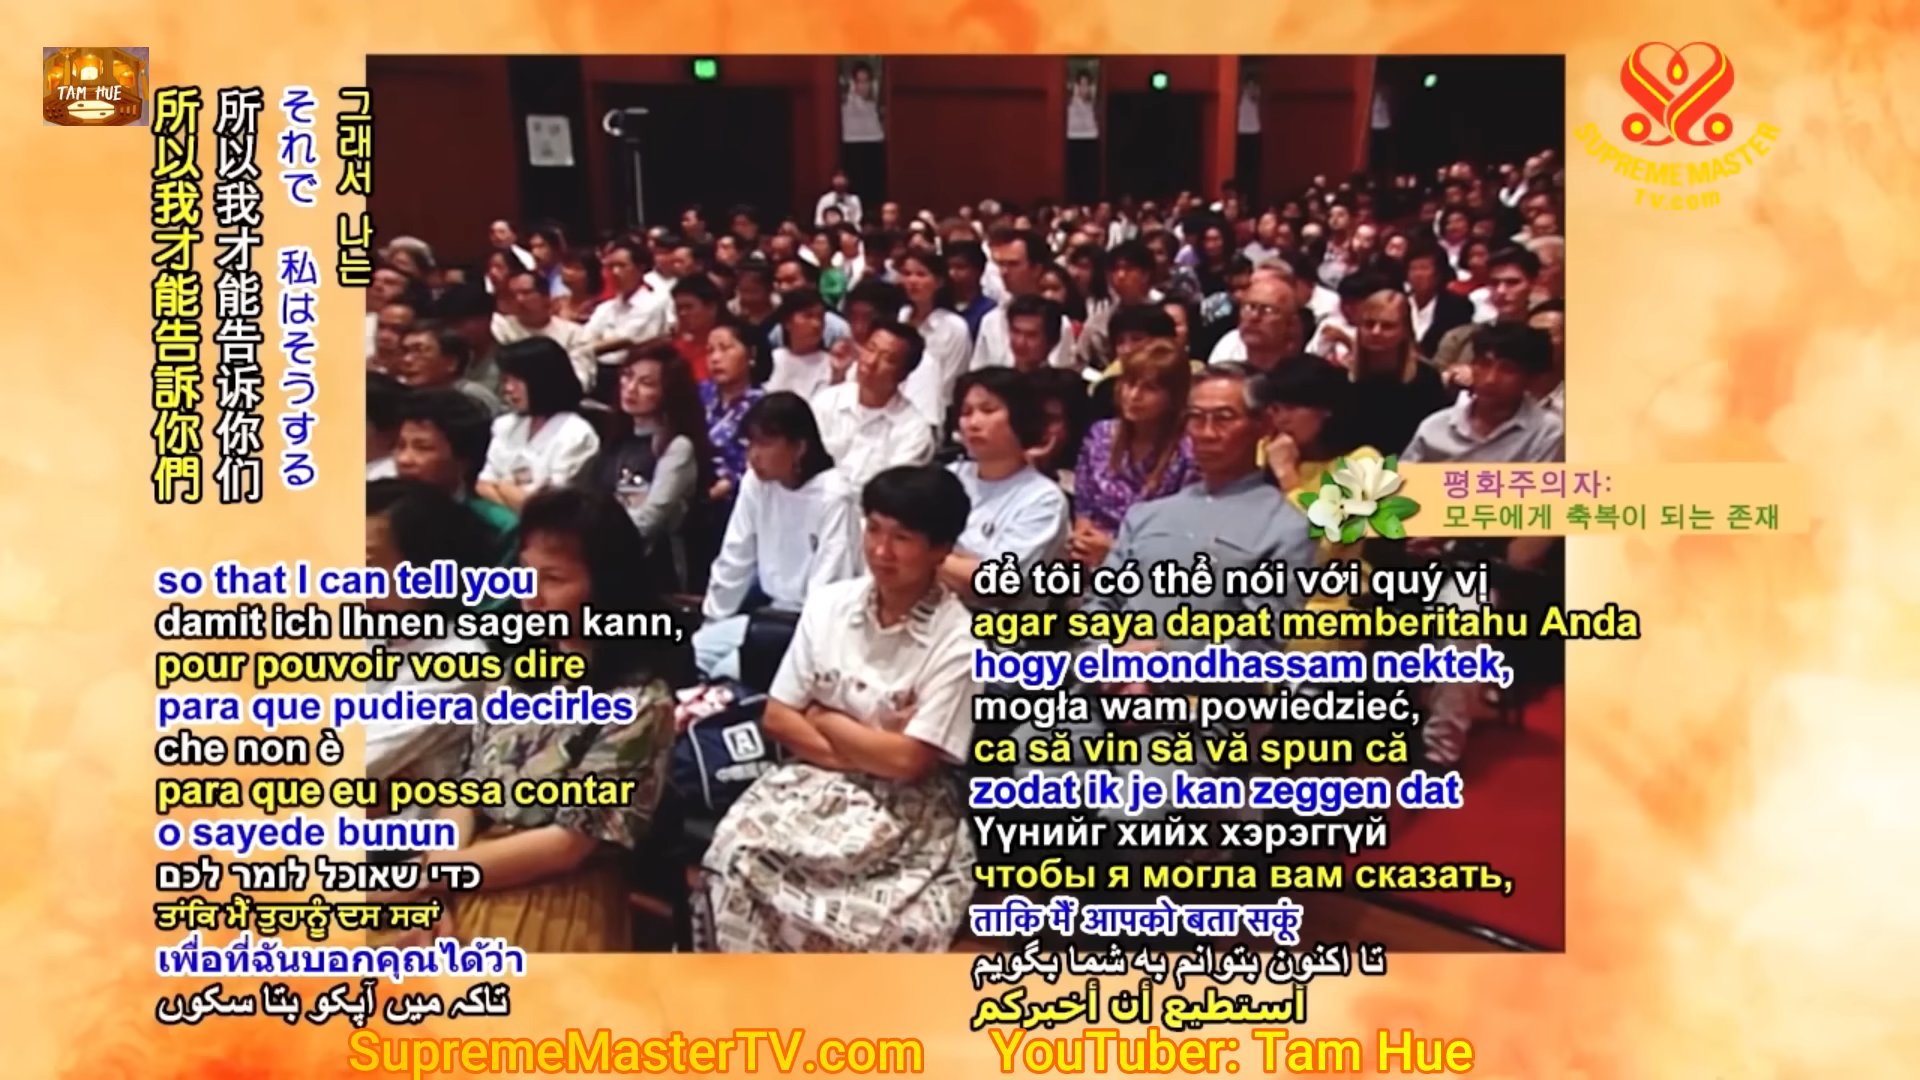 TAM HUE
所以我才能告訴你們
所以我才能告诉你们
それで 私はそうする
그래서 나는
SUPREME MASTER
TV.com
평화주의자:
모두에게 축복이 되는 존재
so that I can tell you
damit ich Ihnen sagen kann,
pour pouvoir vous dire
para que pudiera decirles
che non è
para que eu possa contar
o sayede bunun
כדי שאוכל לומר לכם
ਤਾਂਕਿ ਮੈਂ ਤੁਹਾਨੂੰ ਦਸ ਸਕਾਂ
เพื่อที่ฉันบอกคุณได้ว่า
تاکہ میں آپکو بتا سکوں
để tôi có thể nói với quý vị
agar saya dapat memberitahu Anda
hogy elmondhassam nektek,
mogła wam powiedzieć,
ca să vin să vă spun că
zodat ik je kan zeggen dat
Үүнийг хийх хэрэггүй
чтобы я могла вам сказать,
ताकि मैं आपको बता सकूं
تا اکنون بتوانم به شما بگویم
أستطيع أن أخبركم
SupremeMasterTV.com YouTuber: Tam Hue